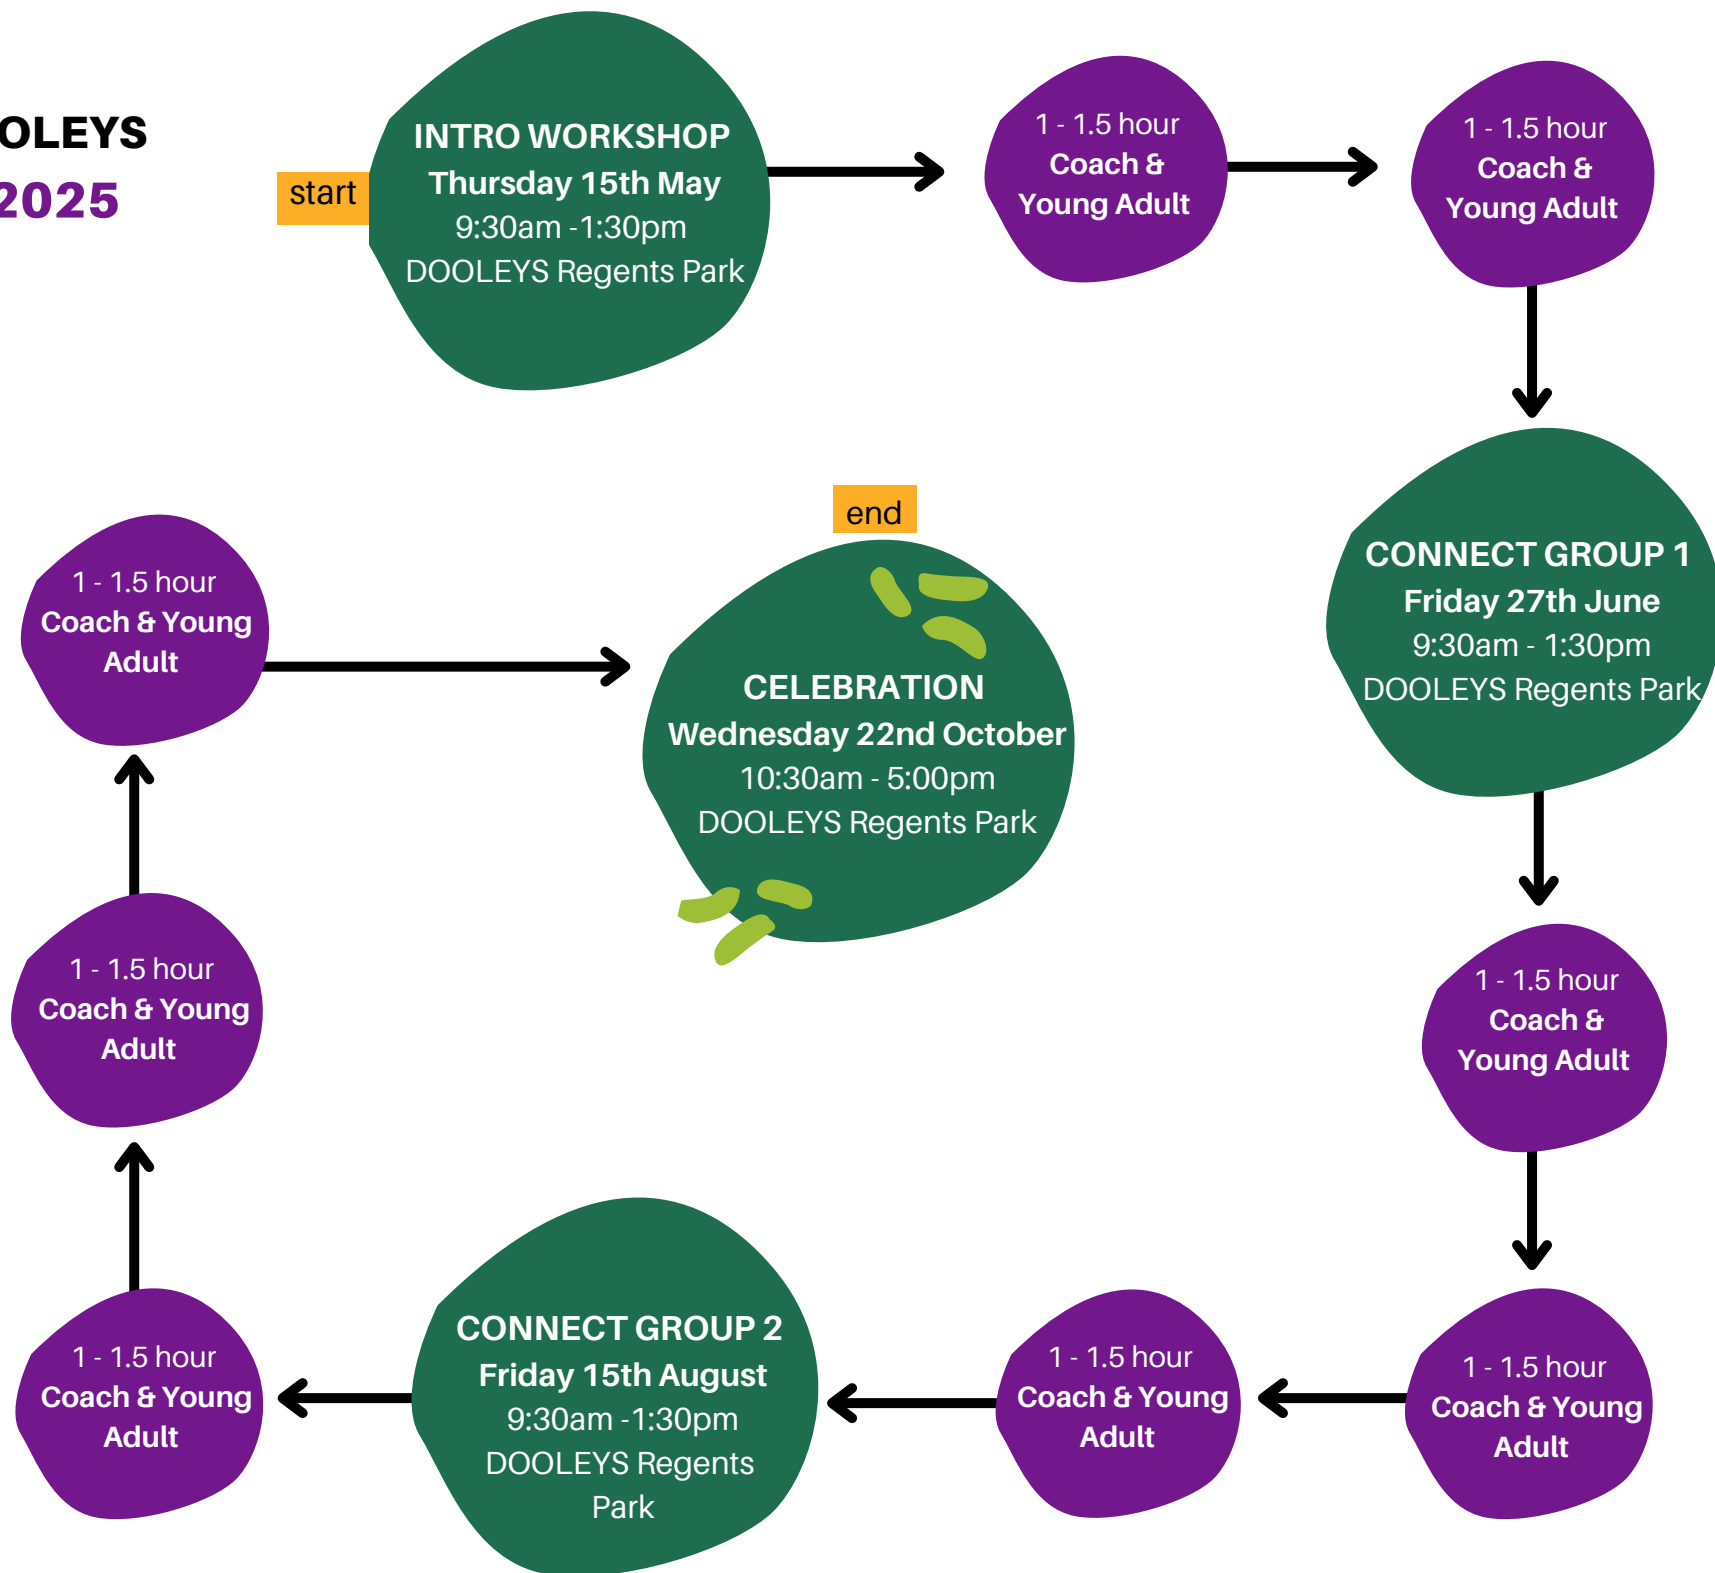 OLEYS
2025
start
INTRO WORKSHOP
Thursday 15th May
9:30am -1:30pm
DOOLEYS Regents Park
1 - 1.5 hour
Coach &
Young Adult
1 - 1.5 hour
Coach &
Young Adult
CONNECT GROUP 1
Friday 27th June
9:30am - 1:30pm
DOOLEYS Regents Park
1 - 1.5 hour
Coach &
Young Adult
1 - 1.5 hour
Coach & Young
Adult
1 - 1.5 hour
Coach & Young
Adult
CONNECT GROUP 2
Friday 15th August
9:30am -1:30pm
DOOLEYS Regents
Park
1 - 1.5 hour
Coach & Young
Adult
1 - 1.5 hour
Coach & Young
Adult
1 - 1.5 hour
Coach & Young
Adult
end
CELEBRATION
Wednesday 22nd October
10:30am - 5:00pm
DOOLEYS Regents Park